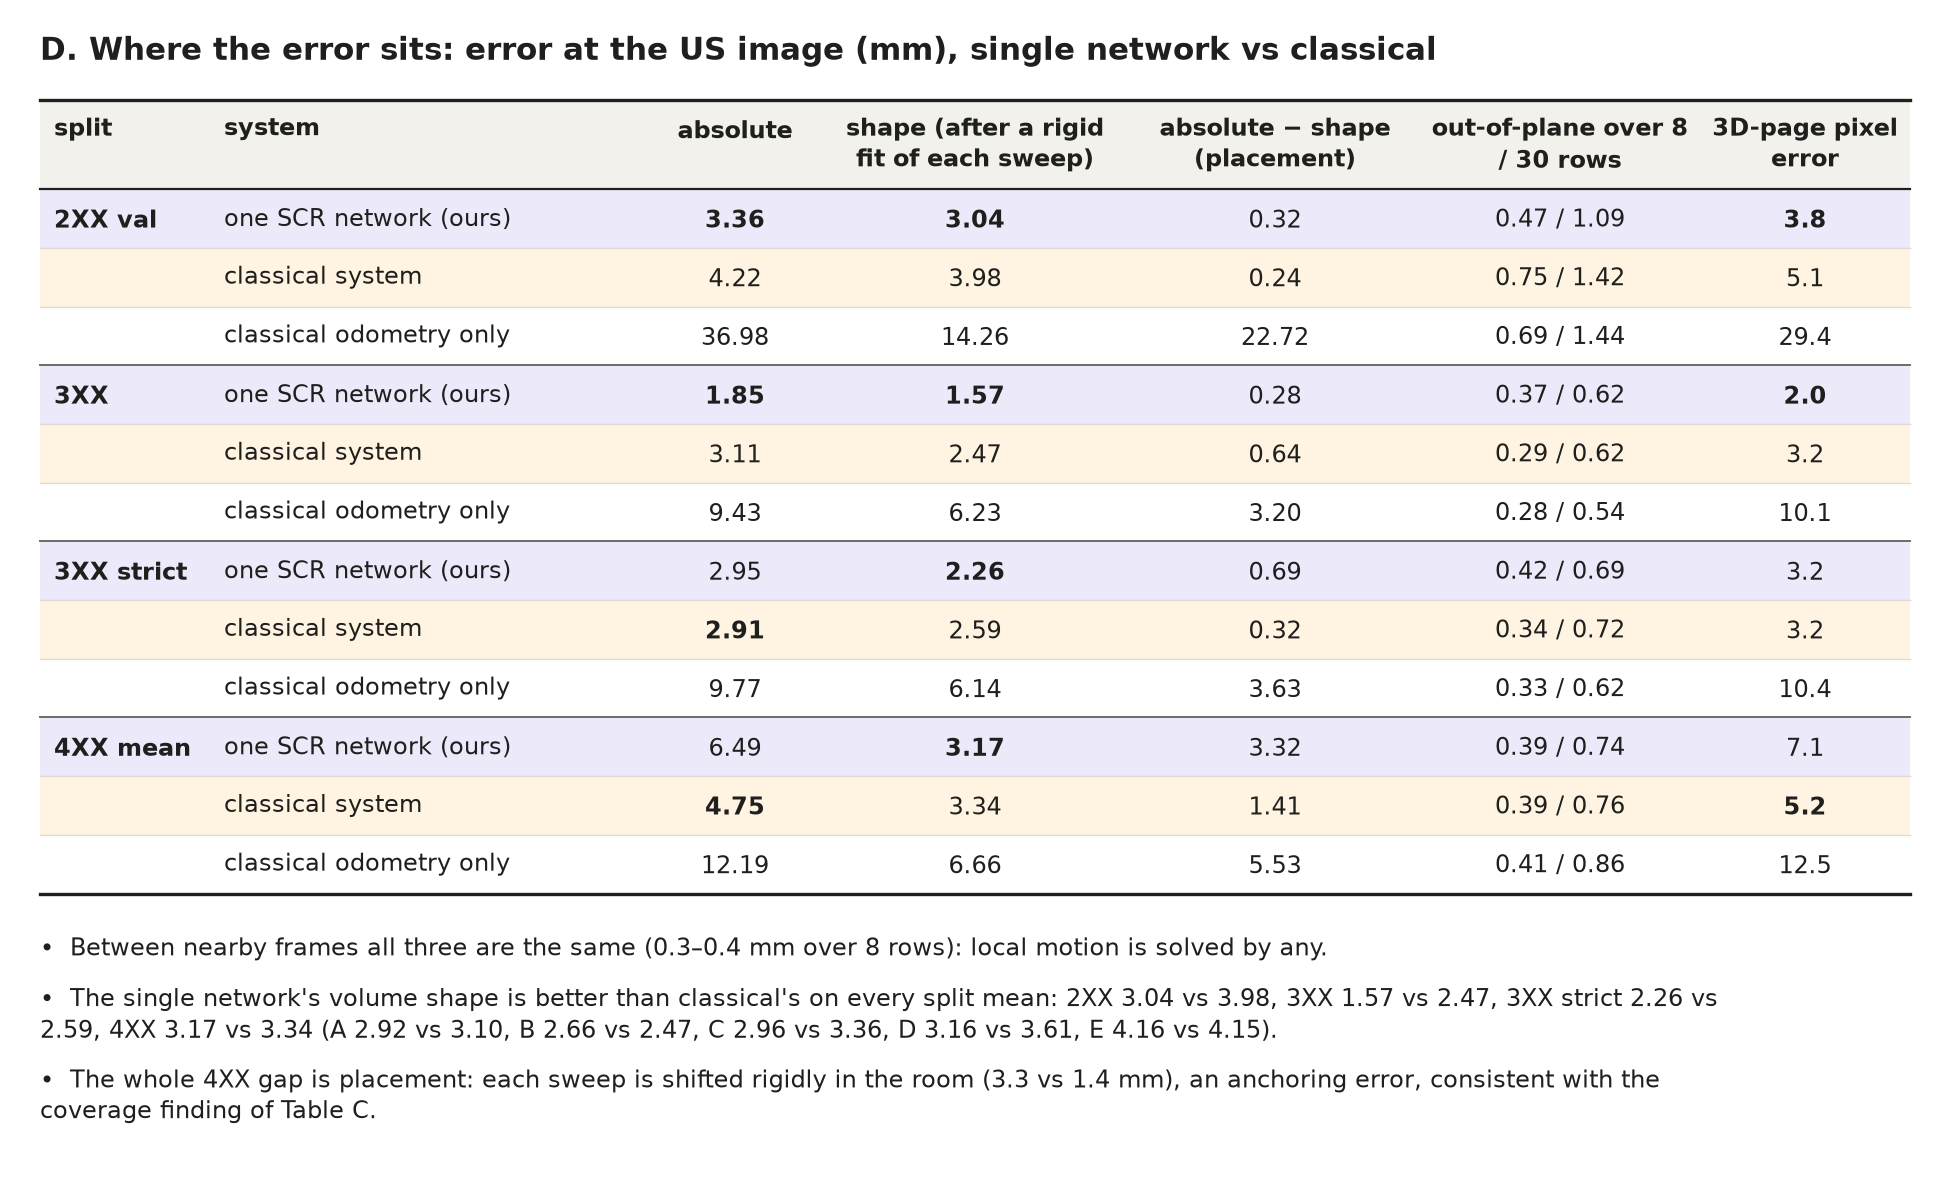 D. Where the error sits: error at the US image (mm), single network vs classical
split system absolute shape (after a rigid fit of each sweep) absolute − shape (placement) out-of-plane over 8 / 30 rows 3D-page pixel error
2XX val one SCR network (ours) 3.36 3.04 0.32 0.47 / 1.09 3.8
classical system 4.22 3.98 0.24 0.75 / 1.42 5.1
classical odometry only 36.98 14.26 22.72 0.69 / 1.44 29.4
3XX one SCR network (ours) 1.85 1.57 0.28 0.37 / 0.62 2.0
classical system 3.11 2.47 0.64 0.29 / 0.62 3.2
classical odometry only 9.43 6.23 3.20 0.28 / 0.54 10.1
3XX strict one SCR network (ours) 2.95 2.26 0.69 0.42 / 0.69 3.2
classical system 2.91 2.59 0.32 0.34 / 0.72 3.2
classical odometry only 9.77 6.14 3.63 0.33 / 0.62 10.4
4XX mean one SCR network (ours) 6.49 3.17 3.32 0.39 / 0.74 7.1
classical system 4.75 3.34 1.41 0.39 / 0.76 5.2
classical odometry only 12.19 6.66 5.53 0.41 / 0.86 12.5
• Between nearby frames all three are the same (0.3–0.4 mm over 8 rows): local motion is solved by any.
• The single network's volume shape is better than classical's on every split mean: 2XX 3.04 vs 3.98, 3XX 1.57 vs 2.47, 3XX strict 2.26 vs
2.59, 4XX 3.17 vs 3.34 (A 2.92 vs 3.10, B 2.66 vs 2.47, C 2.96 vs 3.36, D 3.16 vs 3.61, E 4.16 vs 4.15).
• The whole 4XX gap is placement: each sweep is shifted rigidly in the room (3.3 vs 1.4 mm), an anchoring error, consistent with the
coverage finding of Table C.